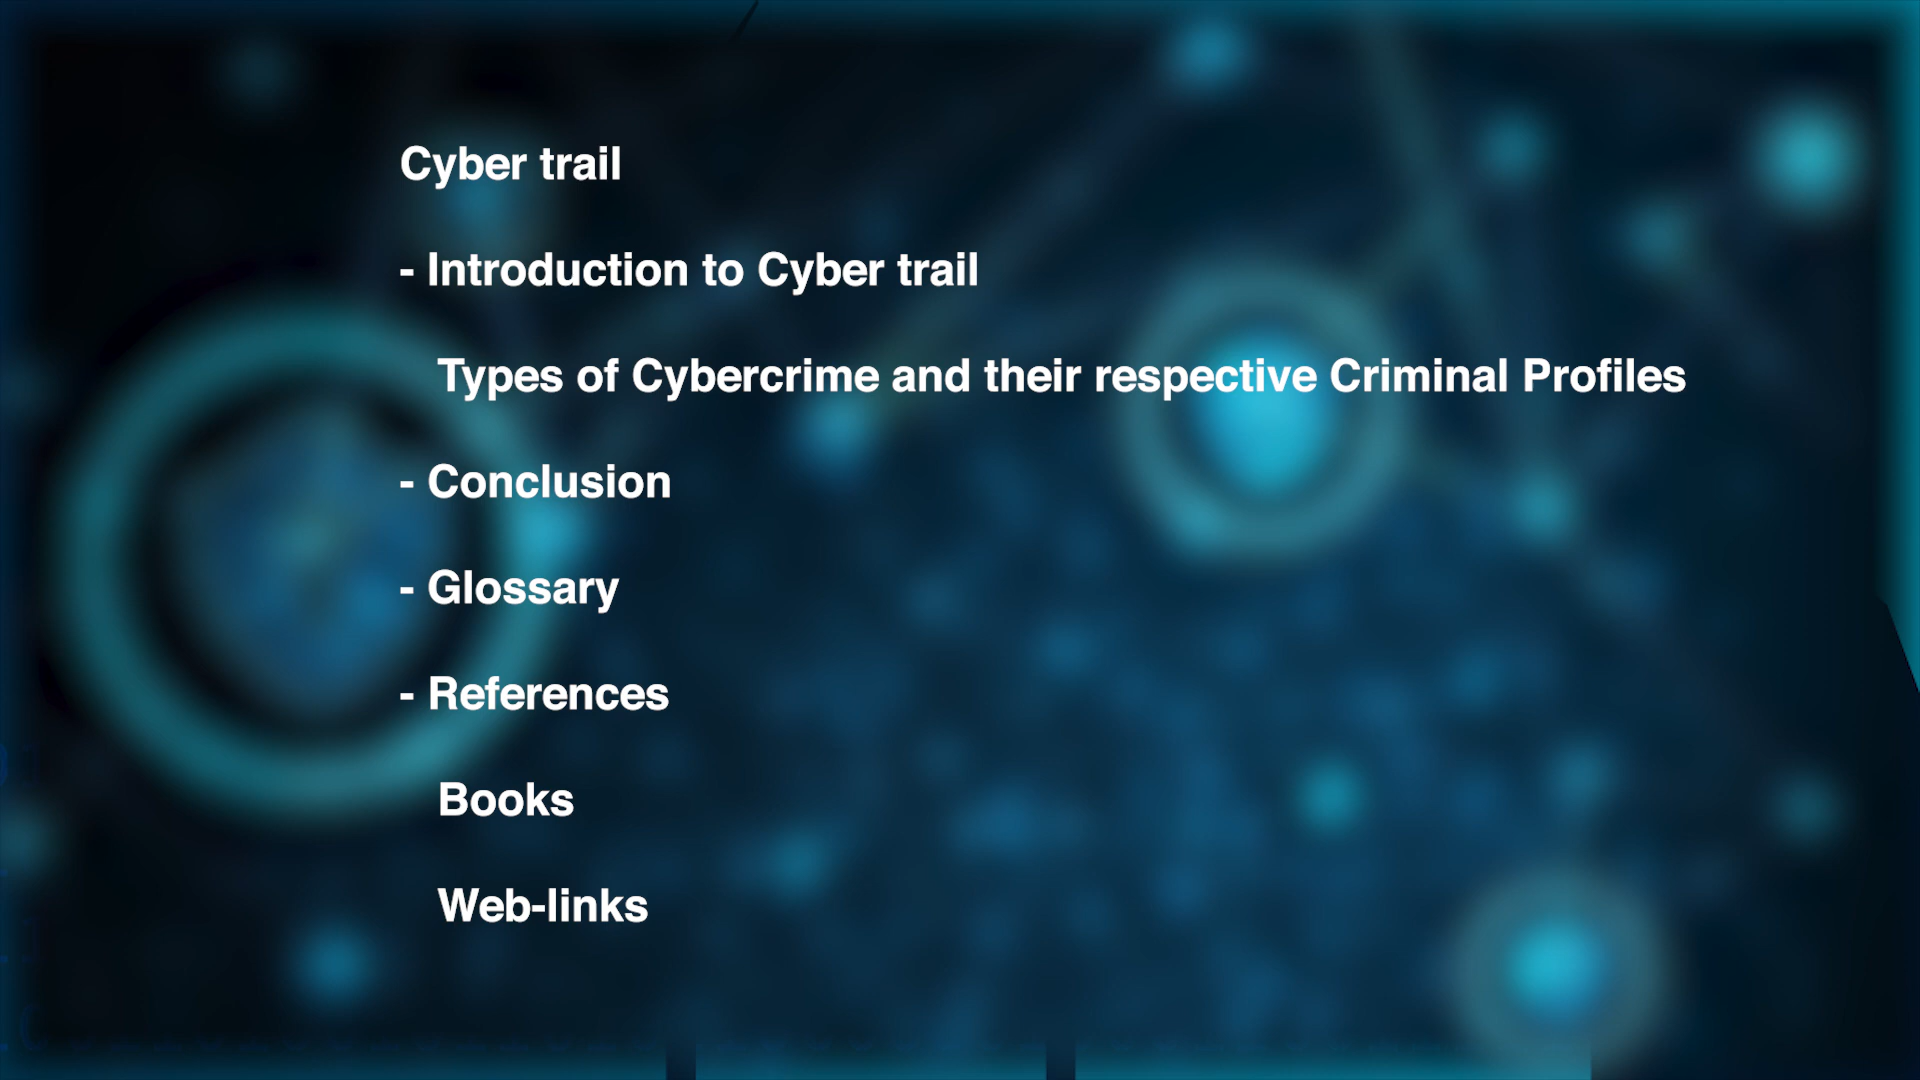 Cyber trail
- Introduction to Cyber trail
Types of Cybercrime and their respective Criminal Profiles
- Conclusion
- Glossary
- References
Books
Web-links